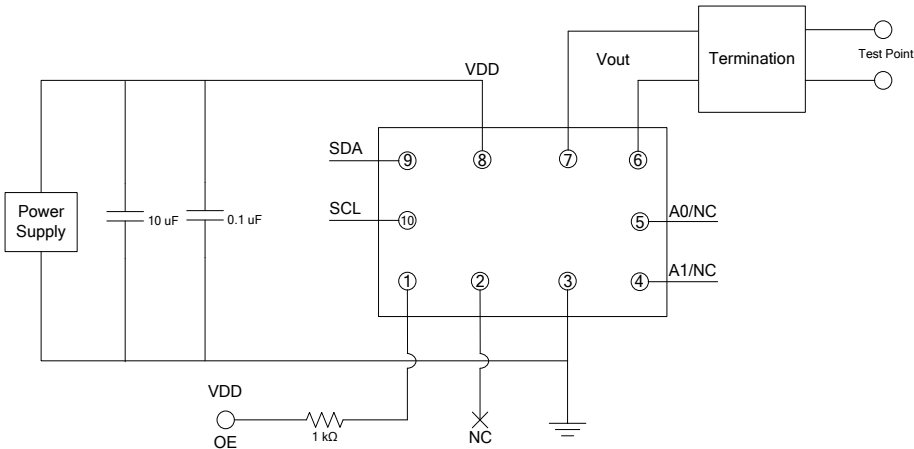 Termination
Test Point
Vout
VDD
SDA
9
8
7
6
SCL
10
5
A0/NC
Power
Supply
10 uF
0.1 uF
1
2
3
4
A1/NC
VDD
OE
1 kΩ
NC